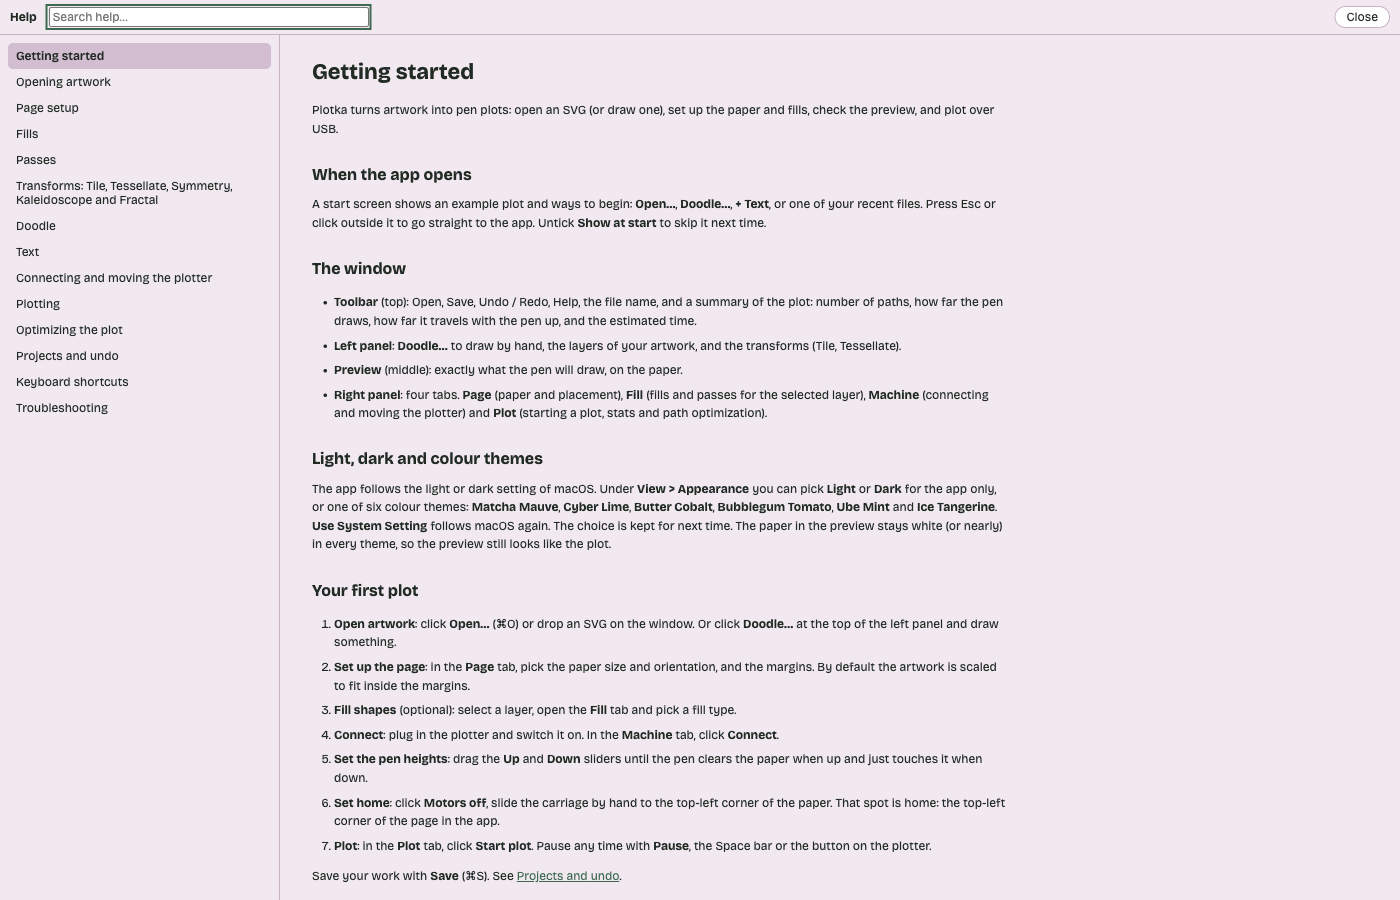 Help
Search help...
Close
Getting started
Opening artwork
Page setup
Fills
Passes
Transforms: Tile, Tessellate, Symmetry,
Kaleidoscope and Fractal
Doodle
Text
Connecting and moving the plotter
Plotting
Optimizing the plot
Projects and undo
Keyboard shortcuts
Troubleshooting
Getting started
Plotka turns artwork into pen plots: open an SVG (or draw one), set up the paper and fills, check the preview, and plot over
USB.
When the app opens
A start screen shows an example plot and ways to begin: Open..., Doodle..., + Text, or one of your recent files. Press Esc or
click outside it to go straight to the app. Untick Show at start to skip it next time.
The window
• Toolbar (top): Open, Save, Undo / Redo, Help, the file name, and a summary of the plot: number of paths, how far the pen
draws, how far it travels with the pen up, and the estimated time.
• Left panel: Doodle... to draw by hand, the layers of your artwork, and the transforms (Tile, Tessellate).
• Preview (middle): exactly what the pen will draw, on the paper.
• Right panel: four tabs. Page (paper and placement), Fill (fills and passes for the selected layer), Machine (connecting
and moving the plotter) and Plot (starting a plot, stats and path optimization).
Light, dark and colour themes
The app follows the light or dark setting of macOS. Under View > Appearance you can pick Light or Dark for the app only,
or one of six colour themes: Matcha Mauve, Cyber Lime, Butter Cobalt, Bubblegum Tomato, Ube Mint and Ice Tangerine.
Use System Setting follows macOS again. The choice is kept for next time. The paper in the preview stays white (or nearly)
in every theme, so the preview still looks like the plot.
Your first plot
1. Open artwork: click Open... (⌘O) or drop an SVG on the window. Or click Doodle... at the top of the left panel and draw
something.
2. Set up the page: in the Page tab, pick the paper size and orientation, and the margins. By default the artwork is scaled
to fit inside the margins.
3. Fill shapes (optional): select a layer, open the Fill tab and pick a fill type.
4. Connect: plug in the plotter and switch it on. In the Machine tab, click Connect.
5. Set the pen heights: drag the Up and Down sliders until the pen clears the paper when up and just touches it when
down.
6. Set home: click Motors off, slide the carriage by hand to the top-left corner of the paper. That spot is home: the top-left
corner of the page in the app.
7. Plot: in the Plot tab, click Start plot. Pause any time with Pause, the Space bar or the button on the plotter.
Save your work with Save (⌘S). See Projects and undo.